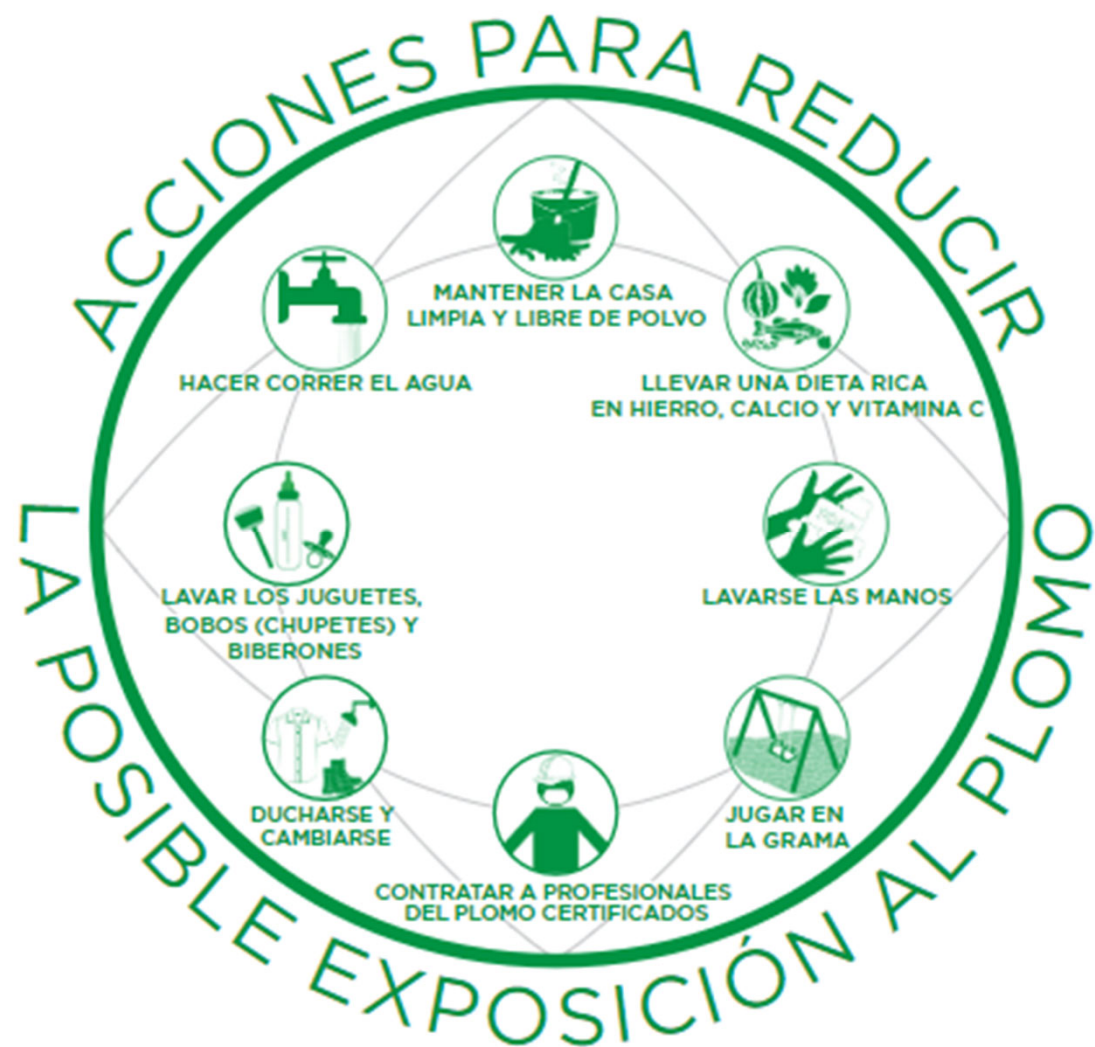 ACCIONES PARA REDUCIR
LA POSIBLE EXPOSICIÓN AL PLOMO
MANTENER LA CASA
LIMPIA Y LIBRE DE POLVO
LLEVAR UNA DIETA RICA
EN HIERRO, CALCIO Y VITAMINA C
LAVARSE LAS MANOS
JUGAR EN
LA GRAMA
CONTRATAR A PROFESIONALES
DEL PLOMO CERTIFICADOS
DUCHARSE Y
CAMBIARSE
LAVAR LOS JUGUETES,
BOBOS (CHUPETES) Y
BIBERONES
HACER CORRER EL AGUA